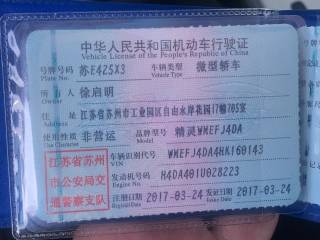 中华人民共和国机动车行驶证
Vehicle License of the People's Republic of China
号牌号码 苏E425X3 车辆类型 微型轿车
Plate No. Vehicle Type
所有人 徐启明
Owner
住址 江苏省苏州市工业园区自由水岸花园17幢705室
Address
使用性质 非营运 品牌型号 精灵WMEFJ4DA
Use Character Model
江苏省苏州市公安局交通警察支队
车辆识别代号 WMEFJ4DA4HK160143
VIN
发动机号码 H4DA401U028223
Engine No.
注册日期 2017-03-24 发证日期 2017-03-24
Register Date Issue Date